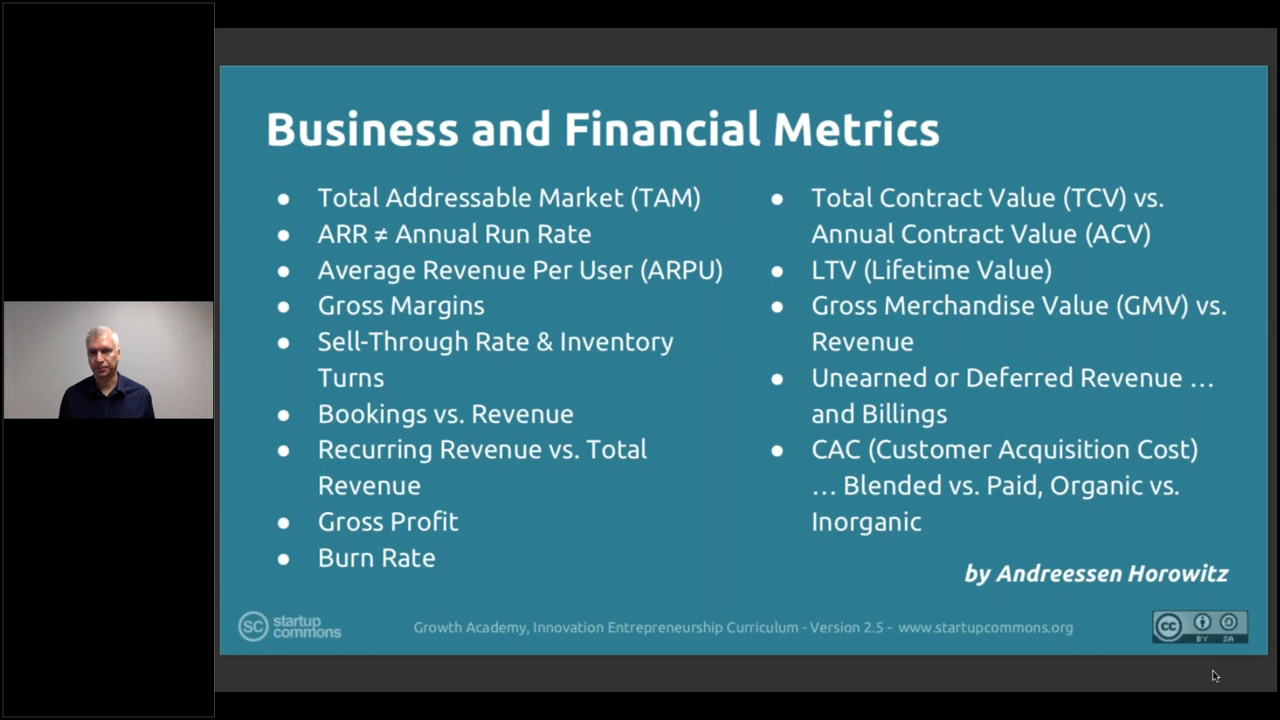 Business and Financial Metrics
● Total Addressable Market (TAM)
● ARR ≠ Annual Run Rate
● Average Revenue Per User (ARPU)
● Gross Margins
● Sell-Through Rate & Inventory
Turns
● Bookings vs. Revenue
● Recurring Revenue vs. Total
Revenue
● Gross Profit
● Burn Rate
● Total Contract Value (TCV) vs.
Annual Contract Value (ACV)
● LTV (Lifetime Value)
● Gross Merchandise Value (GMV) vs.
Revenue
● Unearned or Deferred Revenue …
and Billings
● CAC (Customer Acquisition Cost)
… Blended vs. Paid, Organic vs.
Inorganic
by Andreessen Horowitz
SC startup
commons
Growth Academy, Innovation Entrepreneurship Curriculum - Version 2.5 - www.startupcommons.org
cc
BY SA